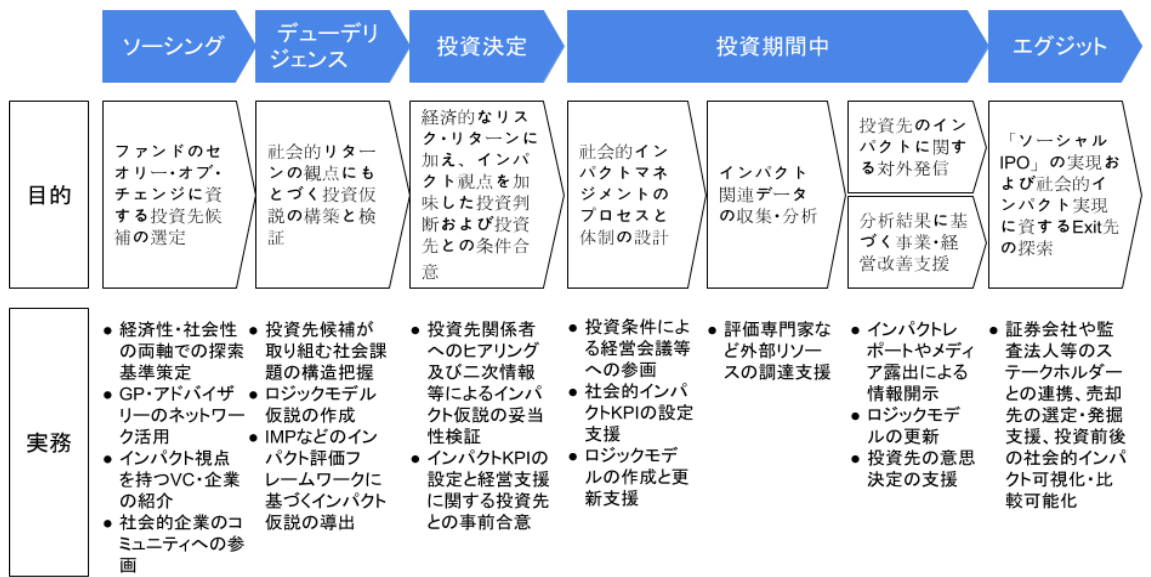 ソーシング
デューデリ
ジェンス
投資決定
投資期間中
エグジット
目的
ファンドのセ
オリー・オブ・
チェンジに資
する投資先候
補の選定
社会的リター
ンの観点にも
とづく投資仮
説の構築と検
証
経済的なリス
ク・リターンに
加え、インパ
クト視点を加
味した投資判
断および投資
先との条件合
意
社会的イン
パクトマネ
ジメントの
プロセスと
体制の設計
インパクト
関連データ
の収集・分析
投資先のイン
パクトに関す
る対外発信
分析結果に基
づく事業・経
営改善支援
「ソーシャル
IPO」の実現お
よび社会的イ
ンパクト実現
に資するExit先
の探索
実務
● 経済性・社会性
の両軸での探索
基準策定
● GP・アドバイザ
リーのネットワー
ク活用
● インパクト視点
を持つVC・企業
の紹介
● 社会的企業のコ
ミュニティへの参
画
● 投資先候補が
取り組む社会課
題の構造把握
● ロジックモデル
仮説の作成
● IMPなどのイン
パクト評価フ
レームワークに
基づくインパクト
仮説の導出
● 投資先関係者
へのヒアリング
及び二次情報
等によるインパ
クト仮説の妥当
性検証
● インパクトKPIの
設定と経営支援
に関する投資先
との事前合意
● 投資条件によ
る経営会議等
への参画
● 社会的インパ
クトKPIの設定
支援
● ロジックモデ
ルの作成と更
新支援
● 評価専門家な
ど外部リソー
スの調達支援
● インパクトレ
ポートやメディ
ア露出による
情報開示
● ロジックモデ
ルの更新
● 投資先の意思
決定の支援
● 証券会社や監
査法人等のス
テークホルダー
との連携、売却
先の選定・発掘
支援、投資前後
の社会的インパ
クト可視化・比
較可能化